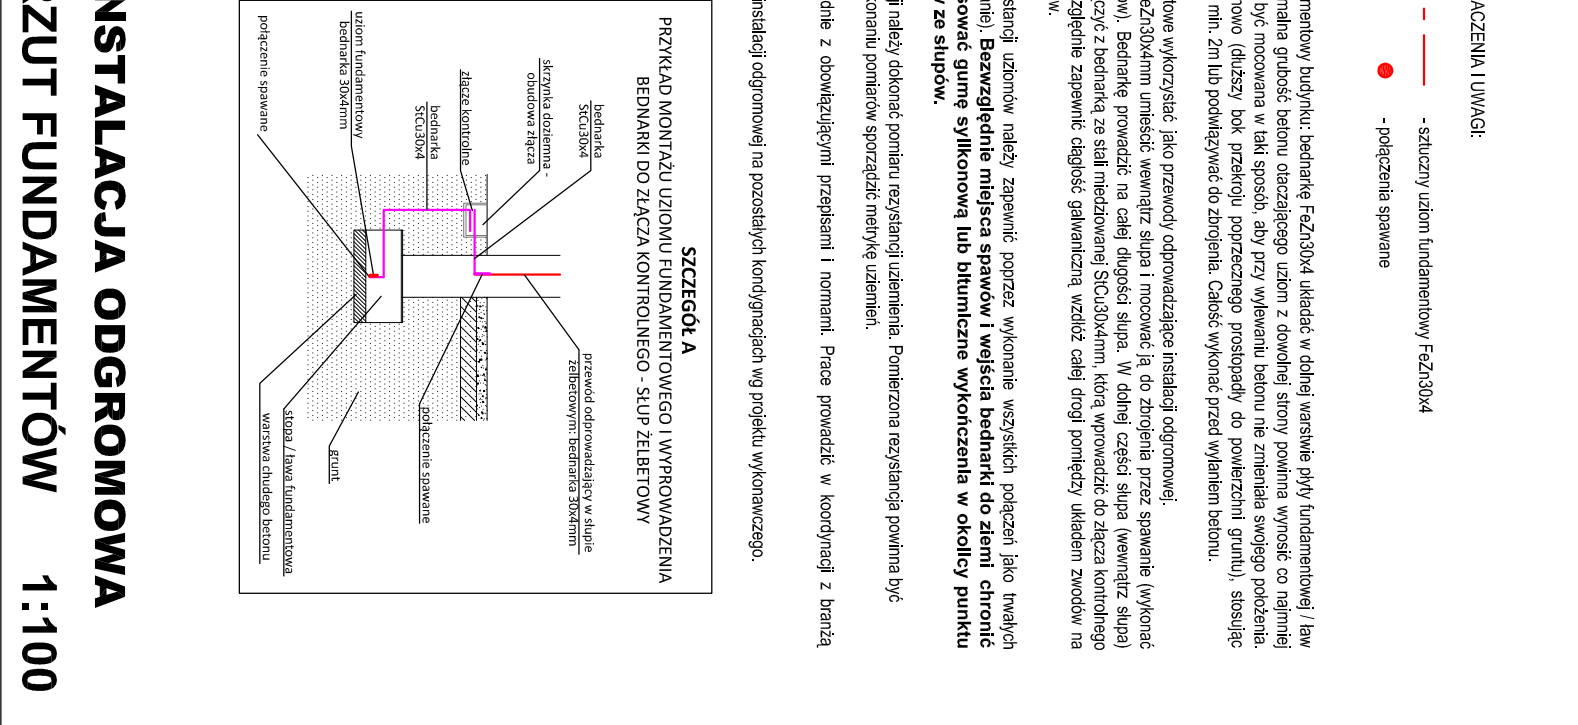 ACZENIA I UWAGI:
- sztuczny uziom fundamentowy FeZn30x4
- połączenia spawane
mentowy budynku: bednarkę FeZn30x4 układać w dolnej warstwie płyty fundamentowej / ław
malna grubość betonu otaczającego uziom z dowolnej strony powinna wynosić co najmniej
być mocowana w taki sposób, aby przy wylewaniu betonu nie zmieniała swojego położenia.
nowo (dłuższy bok przekroju poprzecznego prostopadły do powierzchni gruntu), stosując
min. 2m lub podwiązywać do zbrojenia. Całość wykonać przed wylaniem betonu.
towe wykorzystać jako przewody odprowadzające instalacji odgromowej.
eZn30x4mm umieścić wewnątrz słupa i mocować ją do zbrojenia przez spawanie (wykonać
ów). Bednarkę prowadzić na całej długości słupa. W dolnej części słupa (wewnątrz słupa)
czyć z bednarką ze stali miedziowanej StCu30x4mm, którą wprowadzić do złącza kontrolnego
zględnie zapewnić ciągłość galwaniczną wzdłóż całej drogi pomiędzy układem zwodów na
w.
stancji uziomów należy zapewnić poprzez wykonanie wszystkich połączeń jako trwałych
anie). Bezwzględnie miejsca spawów i wejścia bednarki do ziemi chronić
sować gumę sylikonową lub bitumiczne wykończenia w okolicy punktu
y ze słupów.
ji należy dokonać pomiaru rezystancji uziemienia. Pomierzona rezystancja powinna być
konaniu pomiarów sporządzić metrykę uziemień.
dnie z obowiązującymi przepisami i normami. Prace prowadzić w koordynacji z branżą
instalacji odgromowej na pozostałych kondygnacjach wg projektu wykonawczego.
SZCZEGÓŁ A
PRZYKŁAD MONTAŻU UZIOMU FUNDAMENTOWEGO I WYPROWADZENIA
BEDNARKI DO ZŁĄCZA KONTROLNEGO - SŁUP ŻELBETOWY
bednarka
StCu30x4
skrzynka doziemna -
obudowa złącza
złącze kontrolne
bednarka
StCu30x4
uziom fundamentowy
bednarka 30x4mm
połączenie spawane
przewód odprowadzający w słupie
żelbetowym: bednarka 30x4mm
połączenie spawane
grunt
stopa / ława fundamentowa
warstwa chudego betonu
NSTALACJA ODGROMOWA
RZUT FUNDAMENTÓW 1:100